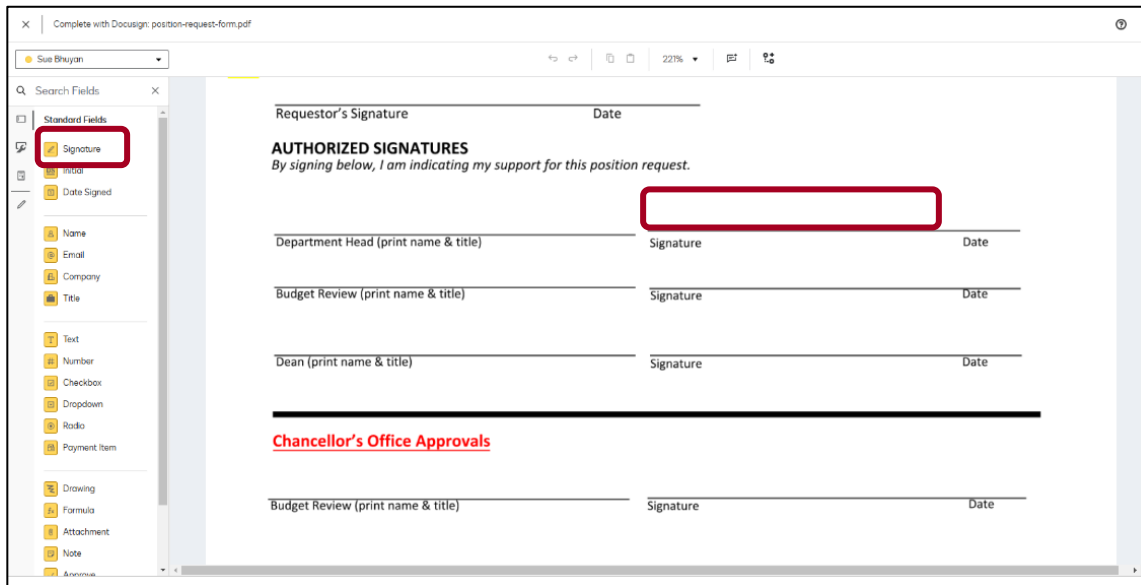 Complete with Docusign: position-request-form.pdf
Sue Bhuyan
221%
Search Fields
Standard Fields
Signature
Initial
Date Signed
Name
Email
Company
Title
Text
Number
Checkbox
Dropdown
Radio
Payment Item
Drawing
Formula
Attachment
Note
Approve
Requestor's Signature Date
AUTHORIZED SIGNATURES
By signing below, I am indicating my support for this position request.
Department Head (print name & title) Signature Date
Budget Review (print name & title) Signature Date
Dean (print name & title) Signature Date
Chancellor's Office Approvals
Budget Review (print name & title) Signature Date